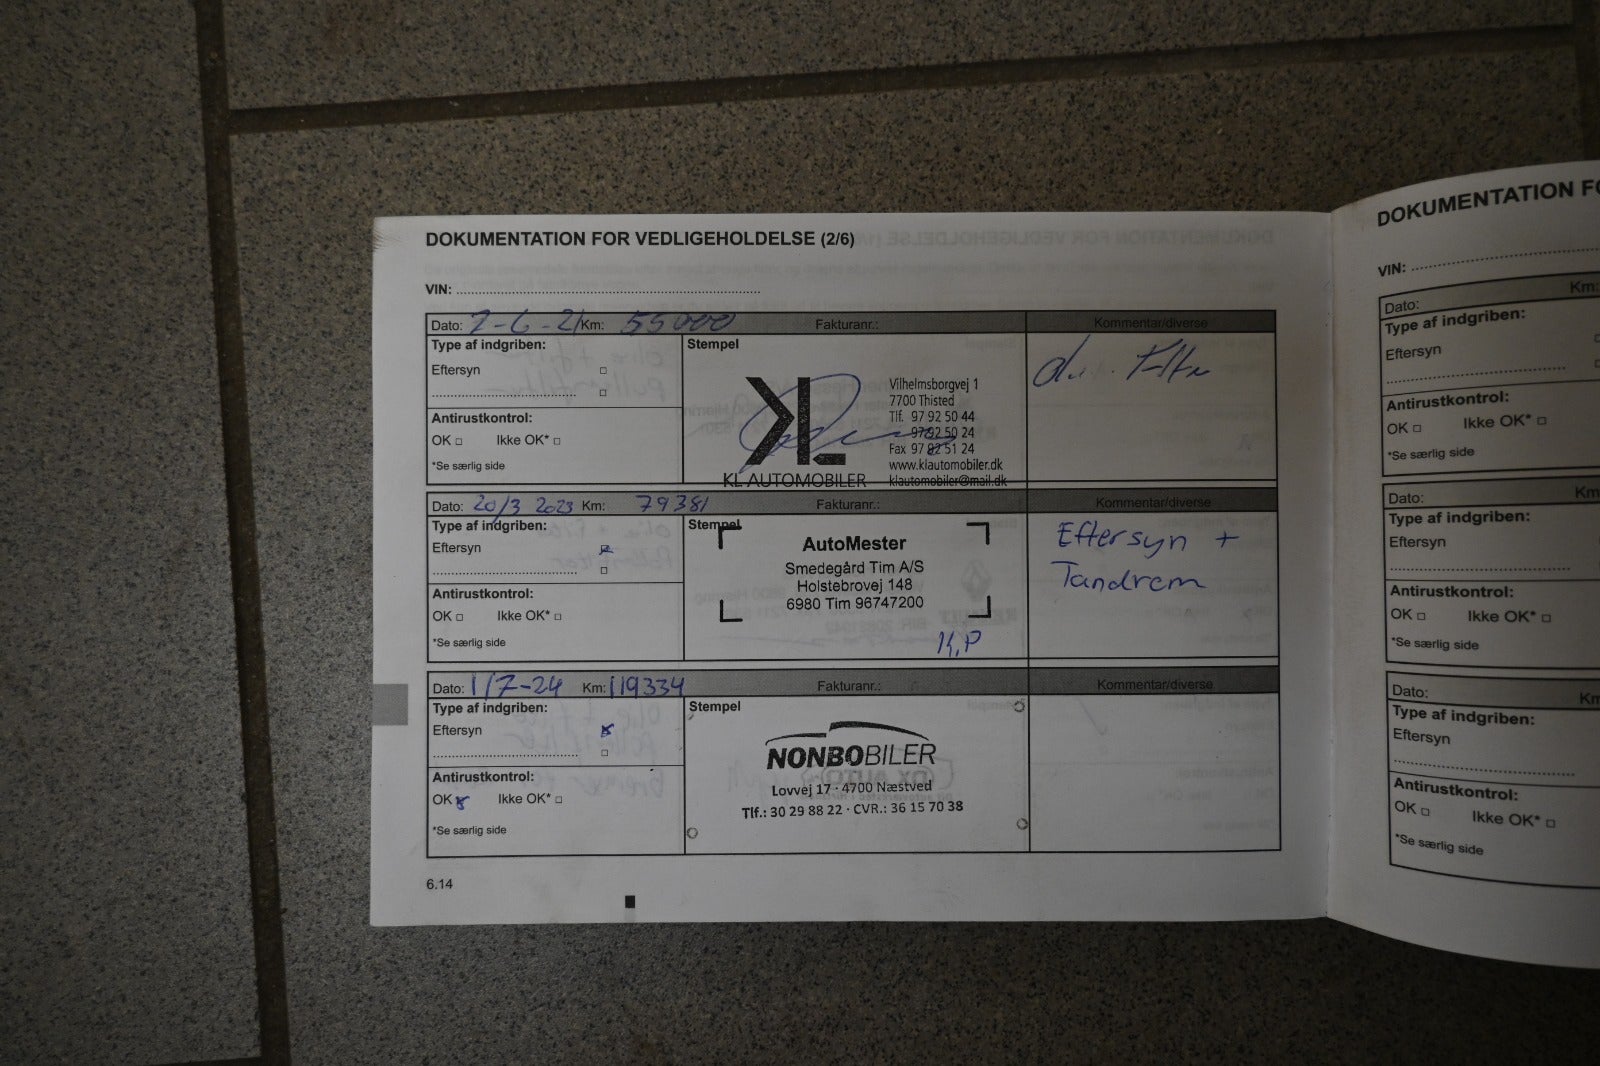 DOKUMENTATION FOR VEDLIGEHOLDELSE (2/6)
VIN:
Dato: 7-6-21 Km: 55000 Fakturanr.: Kommentar/diverse
Type af indgriben: Stempel
Eftersyn
Antirustkontrol:
OK Ikke OK*
*Se særlig side
KL AUTOMOBILER
Vilhelmsborgvej 1
7700 Thisted
Tlf. 97 92 50 44
97 92 50 24
Fax 97 82 51 24
www.klautomobiler.dk
klautomobiler@mail.dk
Dato: 20/3 2023 Km: 79381 Fakturanr.: Kommentar/diverse
Type af indgriben: Stempel
Eftersyn
Antirustkontrol:
OK Ikke OK*
*Se særlig side
AutoMester
Smedegård Tim A/S
Holstebrovej 148
6980 Tim 96747200
K.P
Eftersyn +
Tandrem
Dato: 1/7-24 Km: 119334 Fakturanr.: Kommentar/diverse
Type af indgriben: Stempel
Eftersyn
Antirustkontrol:
OK Ikke OK*
*Se særlig side
NONBOBILER
Lovvej 17 · 4700 Næstved
Tlf.: 30 29 88 22 · CVR.: 36 15 70 38
6.14
DOKUMENTATION
VIN:
Dato: Km:
Type af indgriben:
Eftersyn
Antirustkontrol:
OK Ikke OK*
*Se særlig side
Dato: Km
Type af indgriben:
Eftersyn
Antirustkontrol:
OK Ikke OK*
*Se særlig side
Dato: Km
Type af indgriben:
Eftersyn
Antirustkontrol:
OK Ikke OK*
*Se særlig side